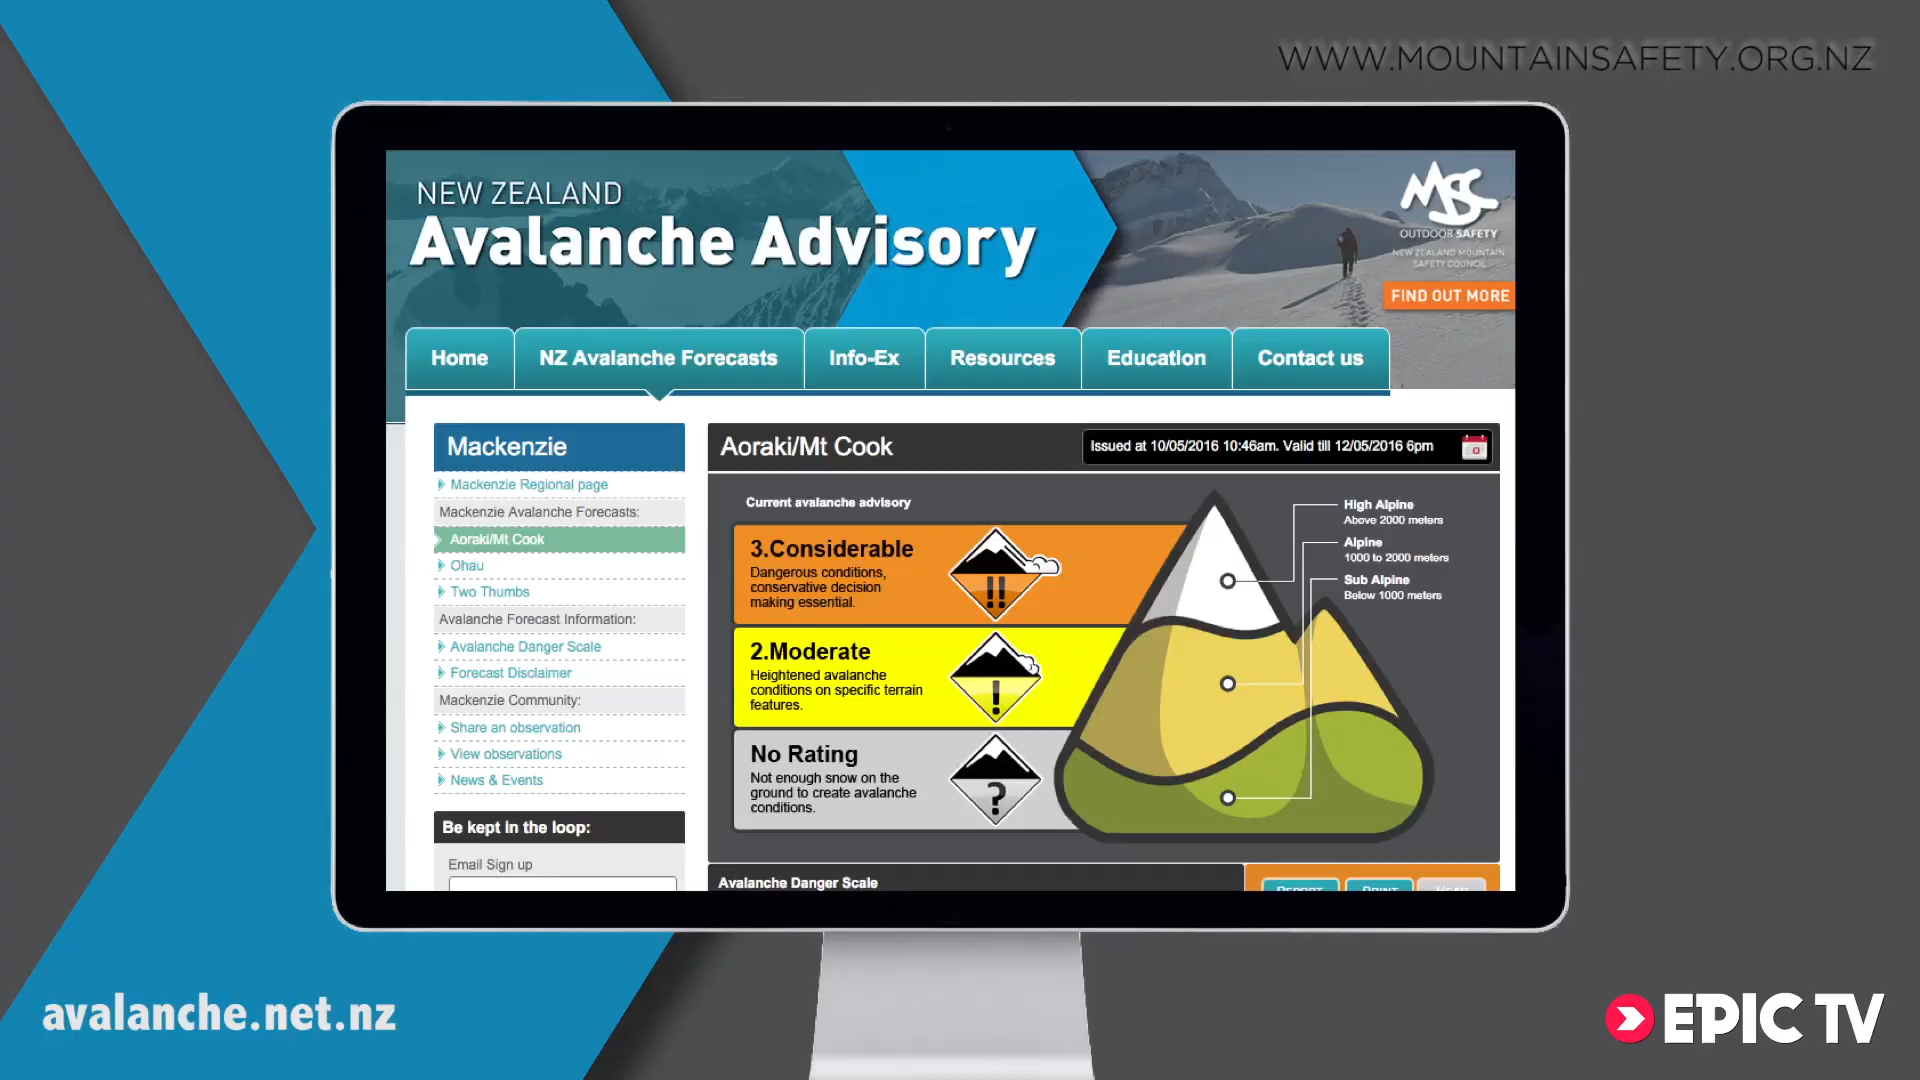 WWW.MOUNTAINSAFETY.ORG.NZ
NEW ZEALAND
Avalanche Advisory
MSC
OUTDOOR SAFETY
NEW ZEALAND MOUNTAIN
SAFETY COUNCIL
FIND OUT MORE
Home
NZ Avalanche Forecasts
Info-Ex
Resources
Education
Contact us
Mackenzie
Mackenzie Regional page
Mackenzie Avalanche Forecasts:
Aoraki/Mt Cook
Ohau
Two Thumbs
Avalanche Forecast Information:
Avalanche Danger Scale
Forecast Disclaimer
Mackenzie Community:
Share an observation
View observations
News & Events
Be kept in the loop:
Email Sign up
Aoraki/Mt Cook
Issued at 10/05/2016 10:46am. Valid till 12/05/2016 6pm
Current avalanche advisory
3.Considerable
Dangerous conditions,
conservative decision
making essential.
!!
2.Moderate
Heightened avalanche
conditions on specific terrain
features.
!
No Rating
Not enough snow on the
ground to create avalanche
conditions.
?
High Alpine
Above 2000 meters
Alpine
1000 to 2000 meters
Sub Alpine
Below 1000 meters
Avalanche Danger Scale
Report
Print
avalanche.net.nz
EPIC TV